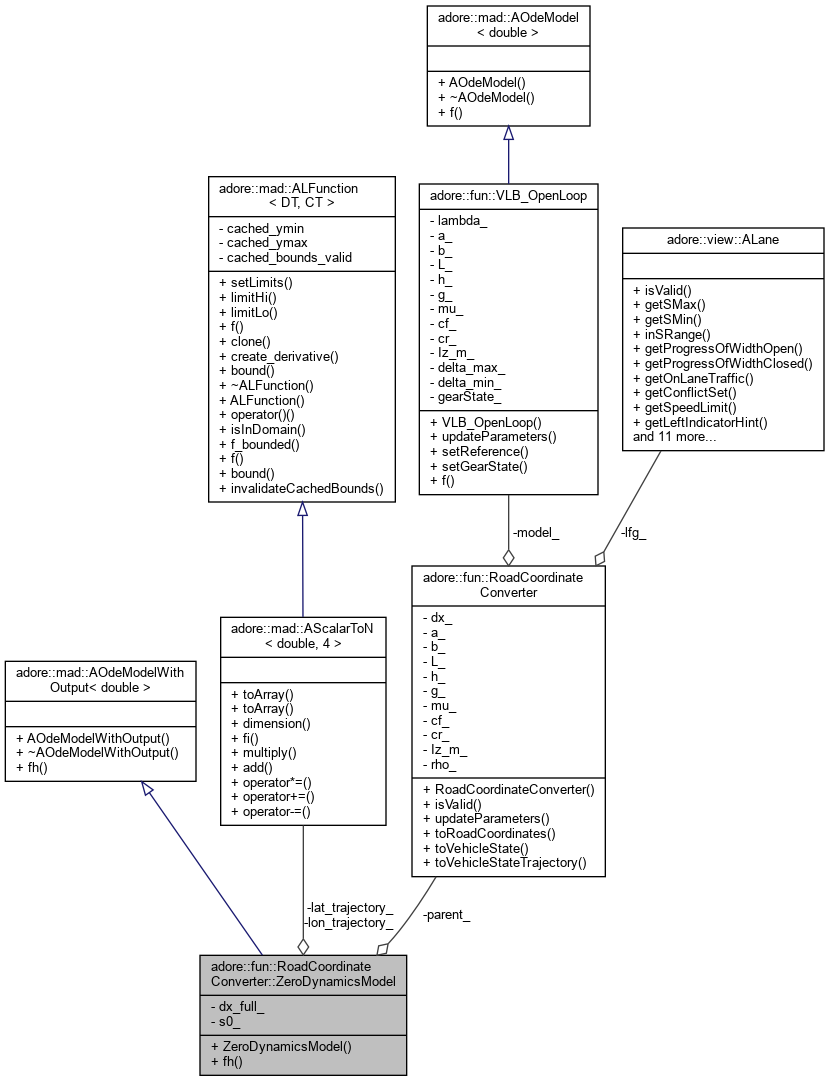 adore::mad::AOdeModel
< double >
+ AOdeModel()
+ ~AOdeModel()
+ f()
adore::mad::ALFunction
< DT, CT >
- cached_ymin
- cached_ymax
- cached_bounds_valid
+ setLimits()
+ limitHi()
+ limitLo()
+ f()
+ clone()
+ create_derivative()
+ bound()
+ ~ALFunction()
+ ALFunction()
+ operator()()
+ isInDomain()
+ f_bounded()
+ f()
+ bound()
+ invalidateCachedBounds()
adore::fun::VLB_OpenLoop
- lambda_
- a_
- b_
- L_
- h_
- g_
- mu_
- cf_
- cr_
- Iz_m_
- delta_max_
- delta_min_
- gearState_
+ VLB_OpenLoop()
+ updateParameters()
+ setReference()
+ setGearState()
+ f()
adore::view::ALane
+ isValid()
+ getSMax()
+ getSMin()
+ inSRange()
+ getProgressOfWidthOpen()
+ getProgressOfWidthClosed()
+ getOnLaneTraffic()
+ getConflictSet()
+ getSpeedLimit()
+ getLeftIndicatorHint()
and 11 more...
-model_
-lfg_
adore::mad::AOdeModelWith
Output< double >
+ AOdeModelWithOutput()
+ ~AOdeModelWithOutput()
+ fh()
adore::mad::AScalarToN
< double, 4 >
+ toArray()
+ toArray()
+ dimension()
+ fi()
+ multiply()
+ add()
+ operator*=()
+ operator+=()
+ operator-=()
adore::fun::RoadCoordinate
Converter
- dx_
- a_
- b_
- L_
- h_
- g_
- mu_
- cf_
- cr_
- Iz_m_
- rho_
+ RoadCoordinateConverter()
+ isValid()
+ updateParameters()
+ toRoadCoordinates()
+ toVehicleState()
+ toVehicleStateTrajectory()
-lat_trajectory_
-lon_trajectory_
-parent_
adore::fun::RoadCoordinate
Converter::ZeroDynamicsModel
- dx_full_
- s0_
+ ZeroDynamicsModel()
+ fh()